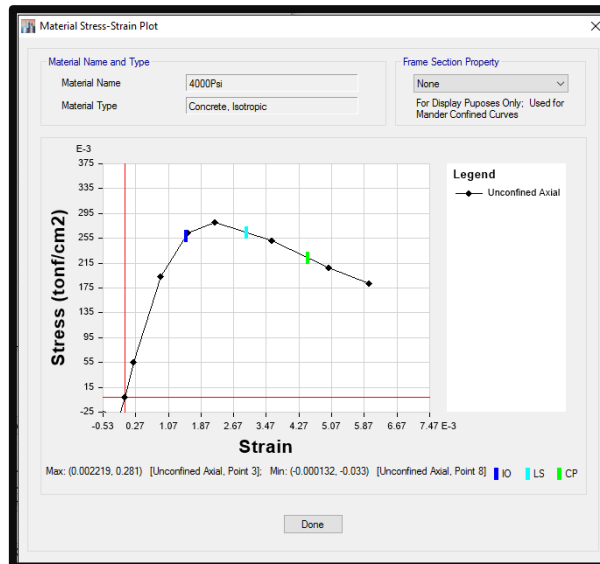 Material Stress-Strain Plot
Material Name and Type
Material Name
4000Psi
Material Type
Concrete, Isotropic
Frame Section Property
None
For Display Puposes Only; Used for
Mander Confined Curves
E-3
375
335
295
255
215
175
135
95
55
15
-25
Stress (tonf/cm2)
-0.53 0.27 1.07 1.87 2.67 3.47 4.27 5.07 5.87 6.67 7.47 E-3
Strain
Legend
Unconfined Axial
Max: (0.002219, 0.281) [Unconfined Axial, Point 3]; Min: (-0.000132, -0.033) [Unconfined Axial, Point 8] IO LS CP
Done